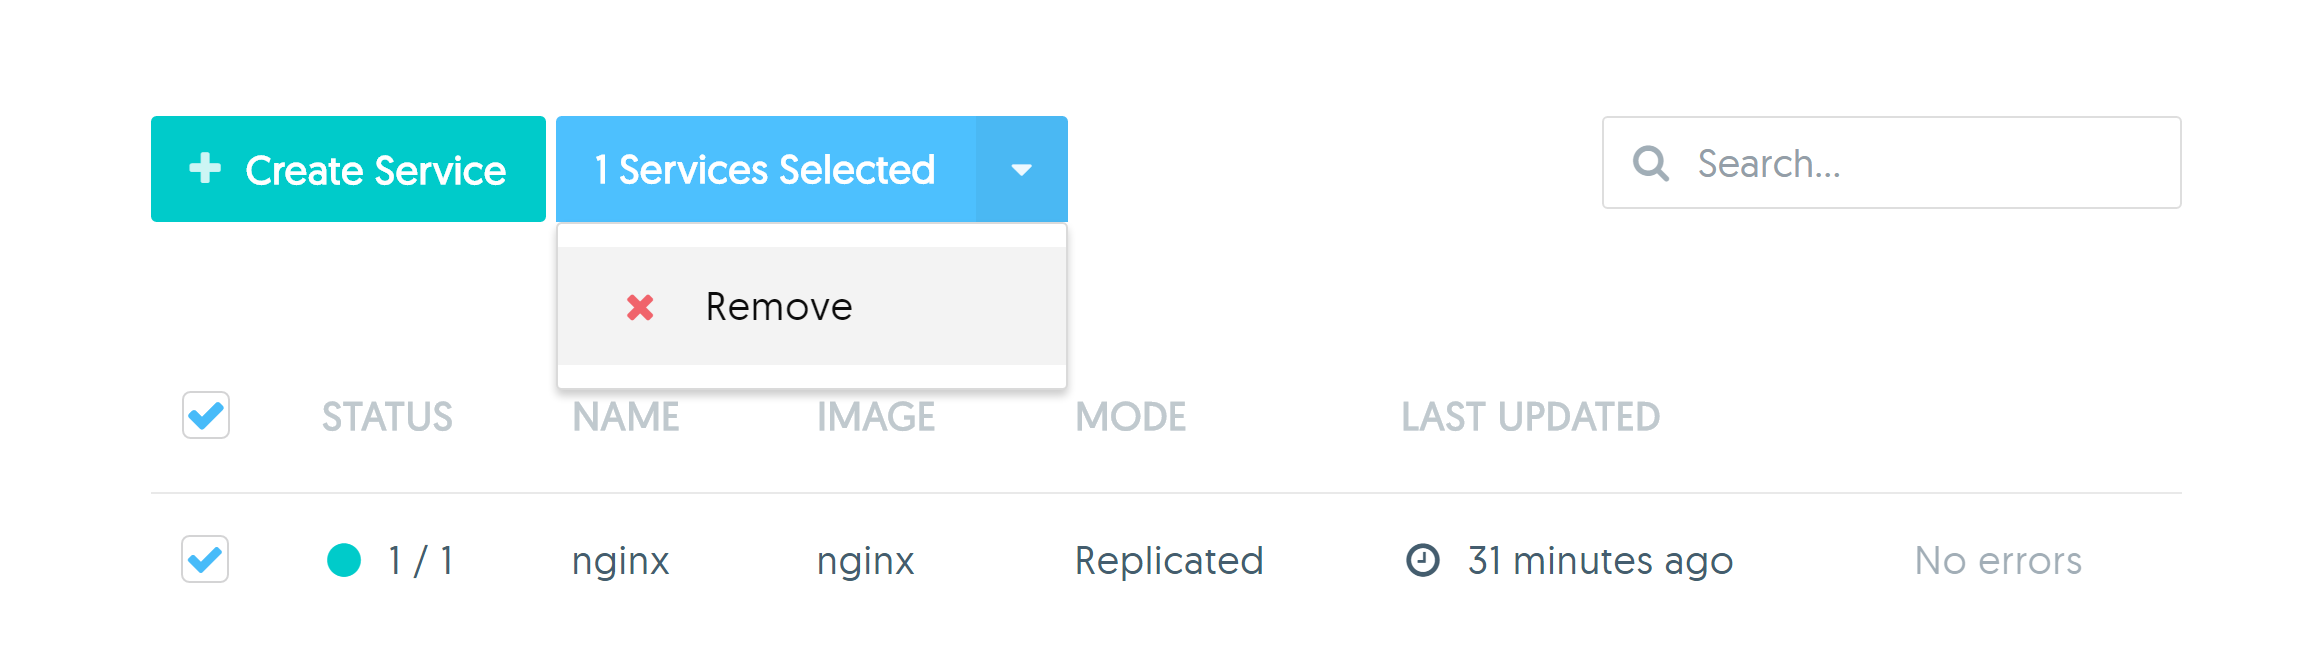 Create Service
1 Services Selected
Search...
Remove
STATUS NAME IMAGE MODE LAST UPDATED
1 / 1 nginx nginx Replicated 31 minutes ago No errors